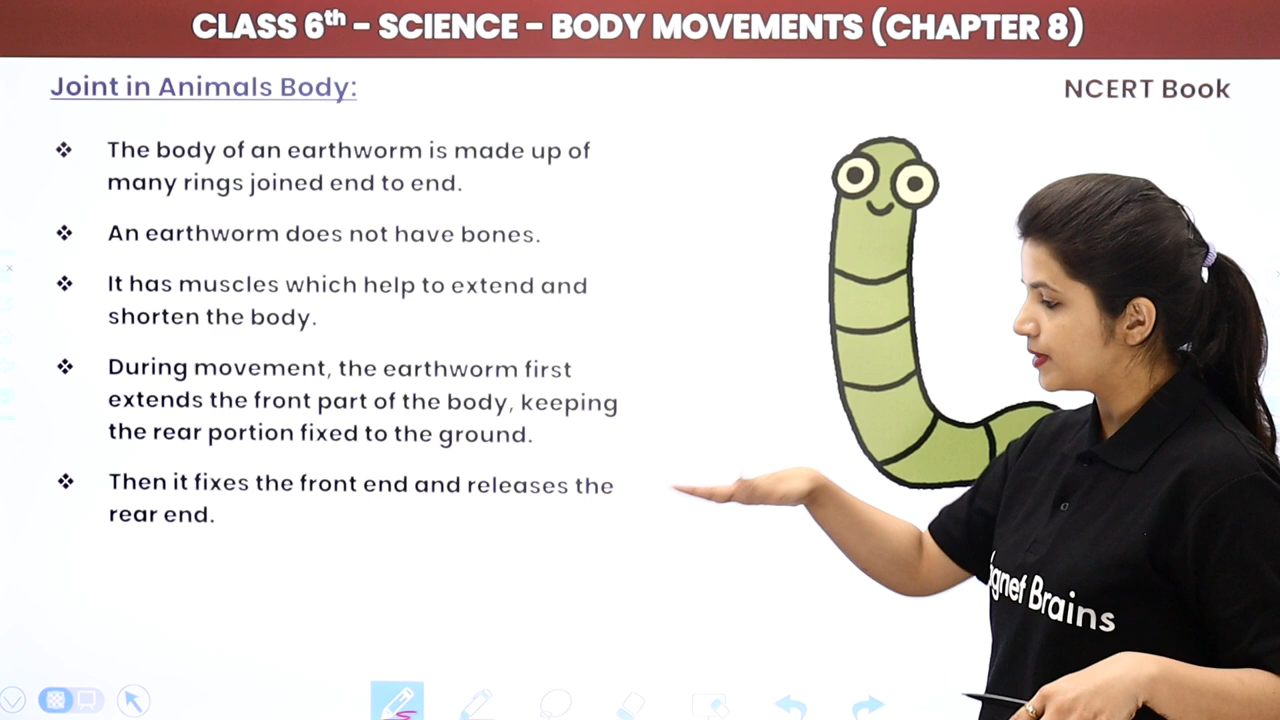 CLASS 6th - SCIENCE - BODY MOVEMENTS (CHAPTER 8)
Joint in Animals Body:
NCERT Book
❖ The body of an earthworm is made up of
many rings joined end to end.
❖ An earthworm does not have bones.
❖ It has muscles which help to extend and
shorten the body.
❖ During movement, the earthworm first
extends the front part of the body, keeping
the rear portion fixed to the ground.
❖ Then it fixes the front end and releases the
rear end.
Brains